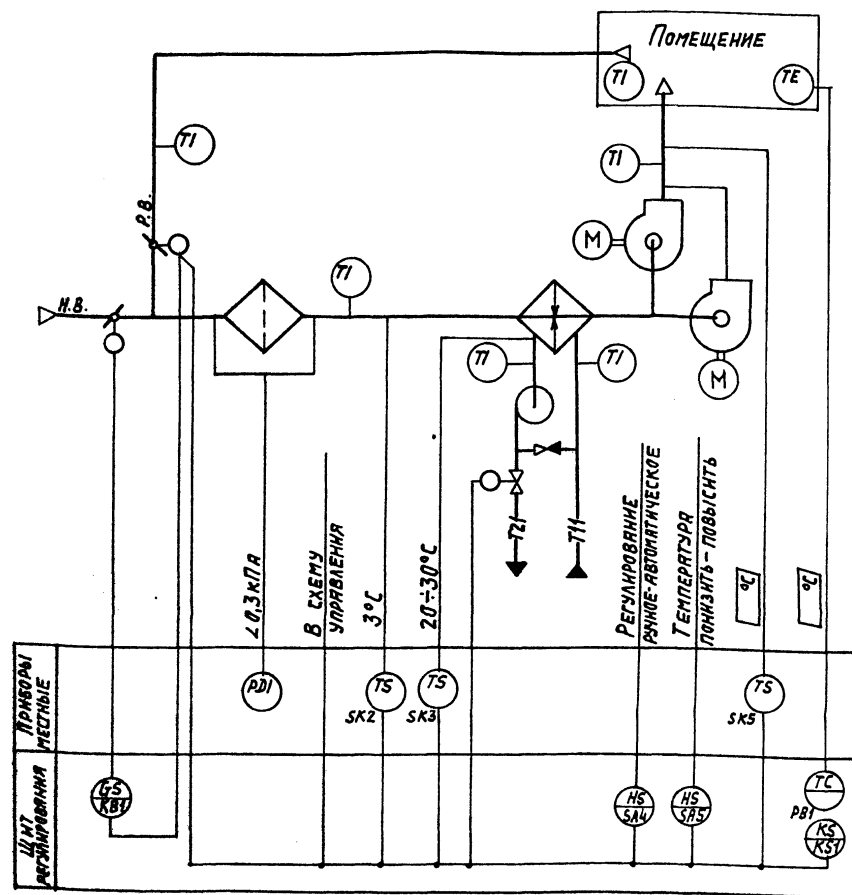 Помещение
TI
TE
TI
TI
Р.В.
M
TI
Н.В.
TI
TI
M
T21
T11
<0,3 кПа
В СХЕМУ
УПРАВЛЕНИЯ
3°С
20÷30°С
РЕГУЛИРОВАНИЕ
РУЧНОЕ-АВТОМАТИЧЕСКОЕ
ТЕМПЕРАТУРА
ПОНИЗИТЬ-ПОВЫСИТЬ
°С
°С
ПРИБОРЫ
МЕСТНЫЕ
PDI
TS
SK2
TS
SK3
TS
SK5
ЩИТ
РЕГУЛИРОВАНИЯ
GS
KB1
HS
SA4
HS
SA5
TC
PB1
KS
KS1